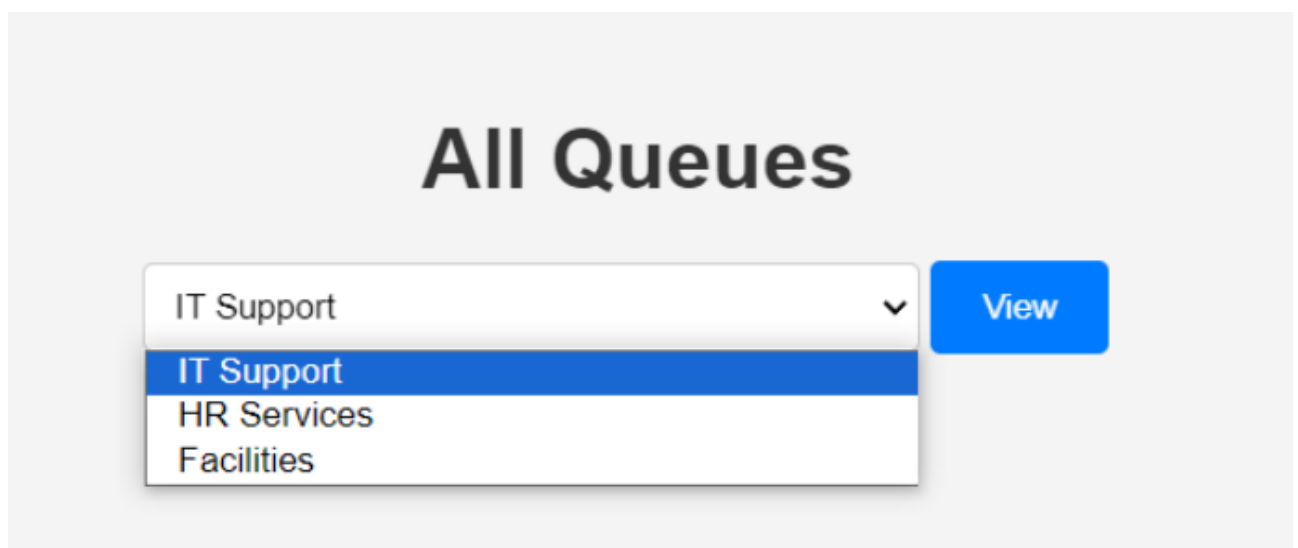 All Queues
IT Support
View
IT Support
HR Services
Facilities